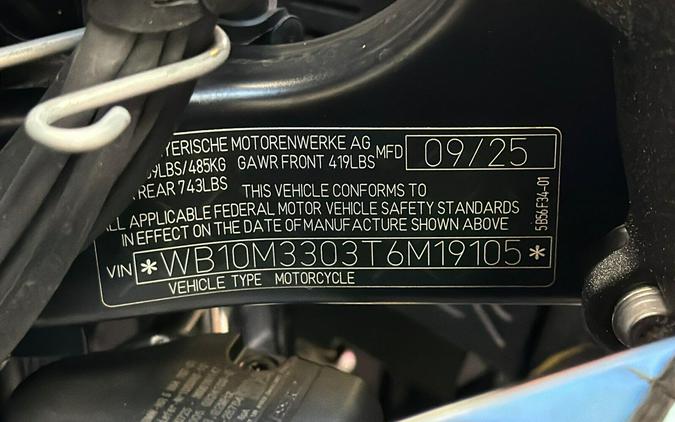 YERISCHE MOTORENWERKE AG
MFD 09/25
9LBS/485KG GAWR FRONT 419LBS
REAR 743LBS THIS VEHICLE CONFORMS TO
ALL APPLICABLE FEDERAL MOTOR VEHICLE SAFETY STANDARDS
IN EFFECT ON THE DATE OF MANUFACTURE SHOWN ABOVE
VIN *WB10M3303T6M19105*
VEHICLE TYPE MOTORCYCLE
5B56F34-01